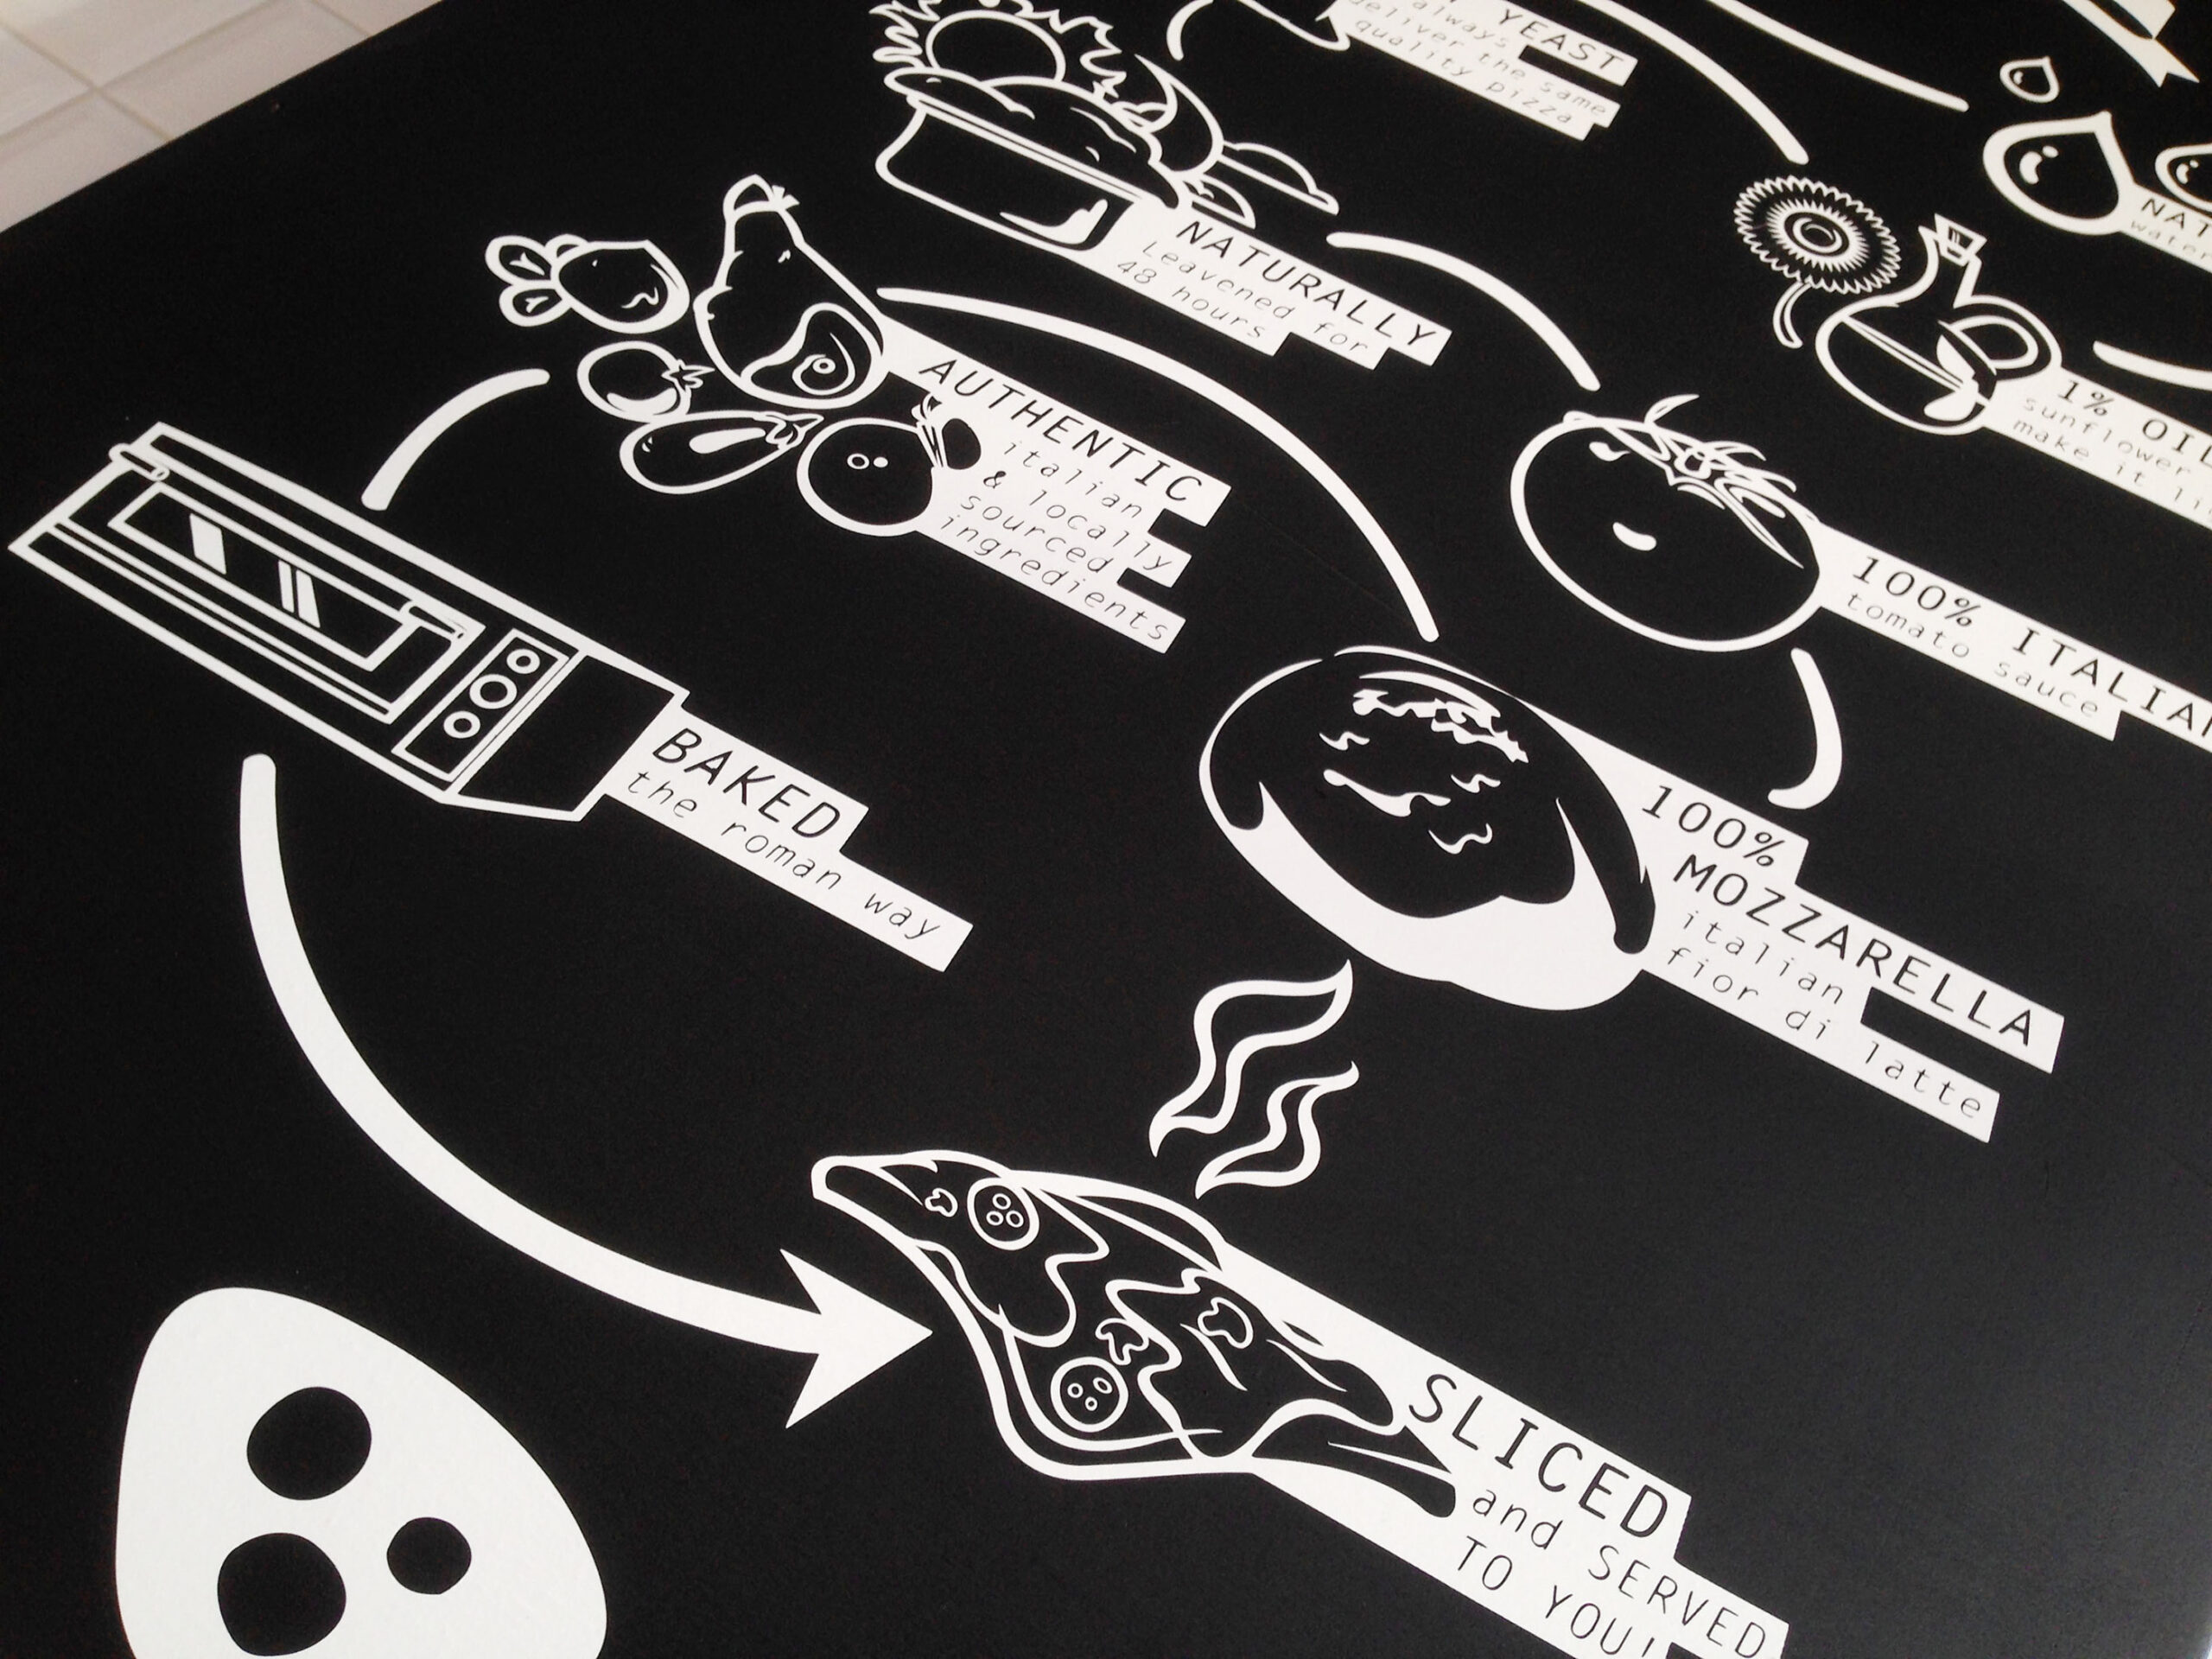 YEAST
always
deliver the same
quality pizza
NATURALLY
Leavened for
48 hours
1% OIL
sunflower
make it
AUTHENTIC
italian
& locally
sourced
ingredients
100% ITALIAN
tomato sauce
BAKED
the roman way
100%
MOZZARELLA
italian
fior di latte
SLICED
and SERVED
TO YOU!